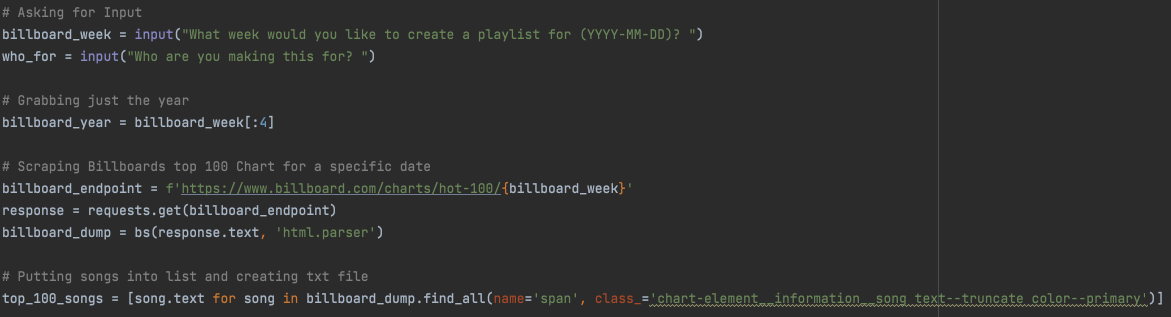 # Asking for Input
billboard_week = input("What week would you like to create a playlist for (YYYY-MM-DD)? ")
who_for = input("Who are you making this for? ")
# Grabbing just the year
billboard_year = billboard_week[:4]
# Scraping Billboards top 100 Chart for a specific date
billboard_endpoint = f'https://www.billboard.com/charts/hot-100/{billboard_week}'
response = requests.get(billboard_endpoint)
billboard_dump = bs(response.text, 'html.parser')
# Putting songs into list and creating txt file
top_100_songs = [song.text for song in billboard_dump.find_all(name='span', class_='chart-element__information__song text--truncate color--primary')]